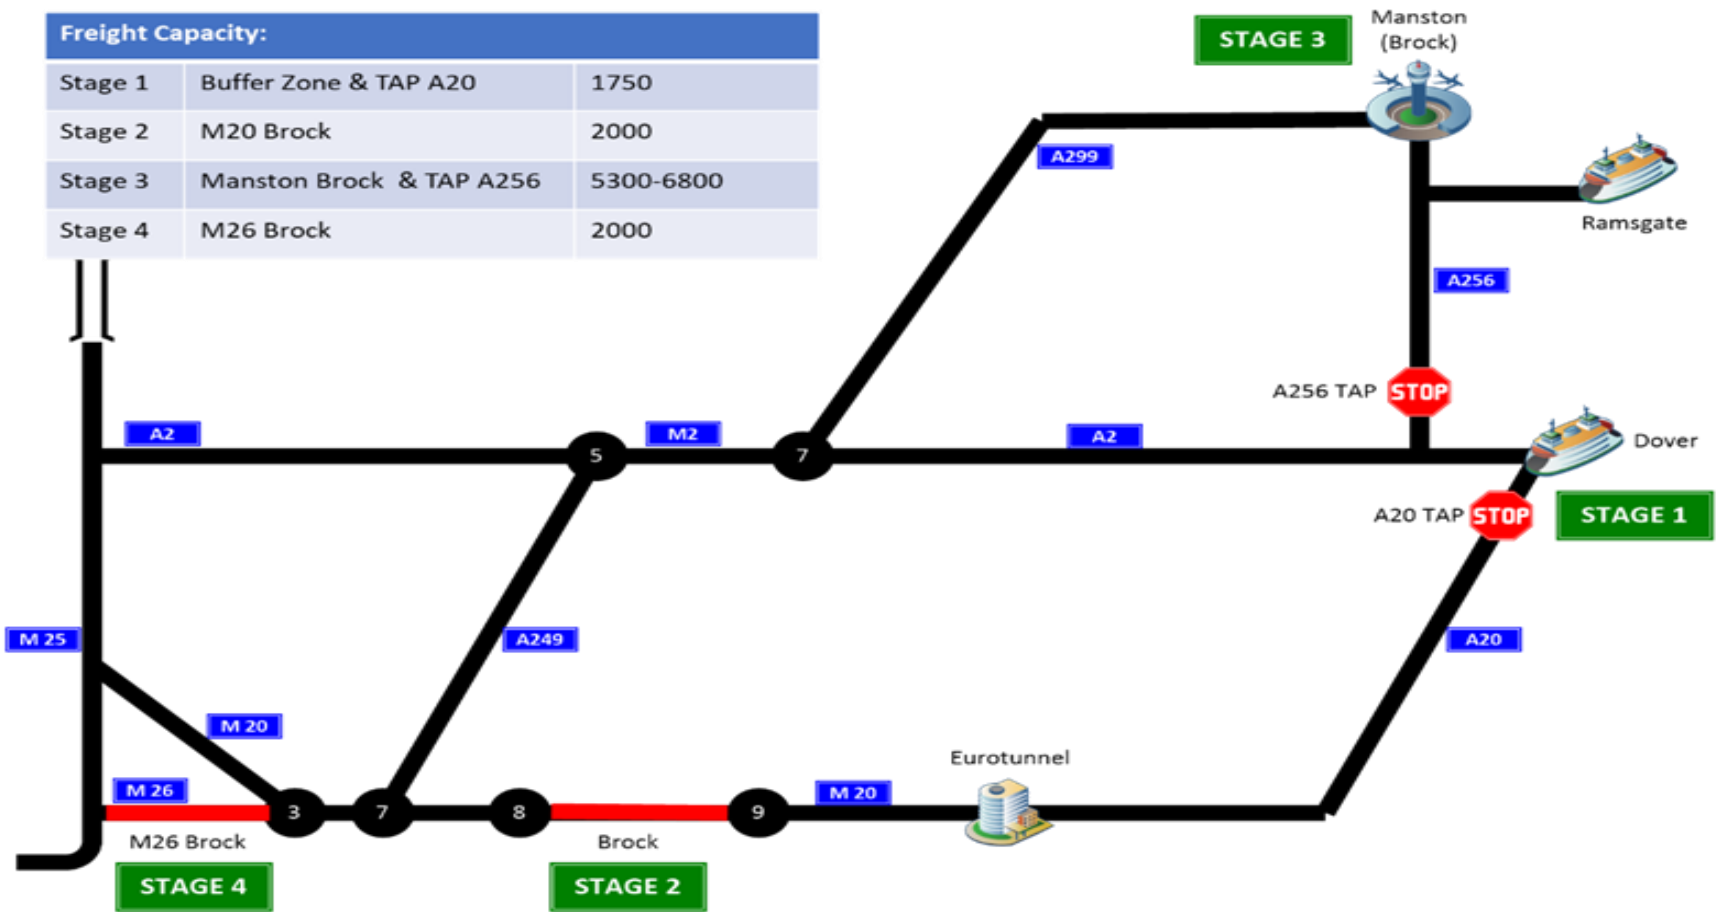 Freight Capacity:
Stage 1 Buffer Zone & TAP A20 1750
Stage 2 M20 Brock 2000
Stage 3 Manston Brock & TAP A256 5300-6800
Stage 4 M26 Brock 2000
STAGE 3
Manston
(Brock)
A299
Ramsgate
A256
A256 TAP
STOP
A2
5
M2
7
A2
Dover
A20 TAP
STOP
STAGE 1
M 25
A249
A20
M 20
Eurotunnel
M 26
3
7
8
9
M 20
M26 Brock
Brock
STAGE 4
STAGE 2